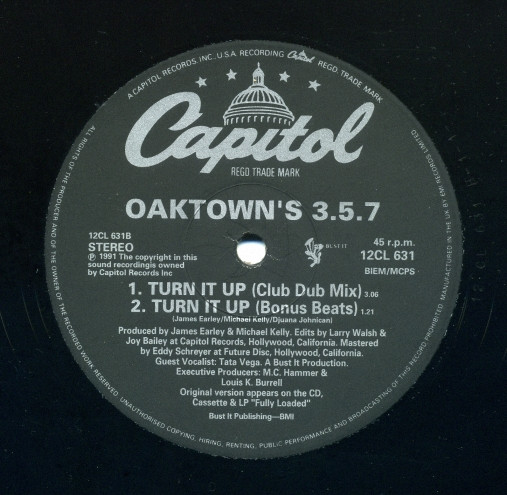 A CAPITOL RECORDS, INC., U.S.A. RECORDING Capitol REGD. TRADE MARK
Capitol
REGD TRADE MARK
OAKTOWN'S 3.5.7
12CL 631B
STEREO
℗ 1991 The copyright in this
sound recordingis owned
by Capitol Records Inc
BUST IT
45 r.p.m.
12CL 631
BIEM/MCPS
1. TURN IT UP (Club Dub Mix) 3.06
2. TURN IT UP (Bonus Beats) 1.21
(James Earley/Michael Kelly/Djuana Johnican)
Produced by James Earley & Michael Kelly. Edits by Larry Walsh &
Joy Bailey at Capitol Records, Hollywood, California. Mastered
by Eddy Schreyer at Future Disc, Hollywood, California.
Guest Vocalist: Tata Vega. A Bust It Production.
Executive Producers: M.C. Hammer &
Louis K. Burrell
Original version appears on the CD,
Cassette & LP "Fully Loaded"
Bust It Publishing—BMI
ALL RIGHTS OF THE PRODUCER AND OF THE OWNER OF THE RECORDED WORK RESERVED. UNAUTHORISED COPYING, HIRING, RENTING, PUBLIC PERFORMANCE AND BROADCASTING OF THIS RECORD PROHIBITED. MANUFACTURED IN THE UK BY EMI RECORDS LIMITED